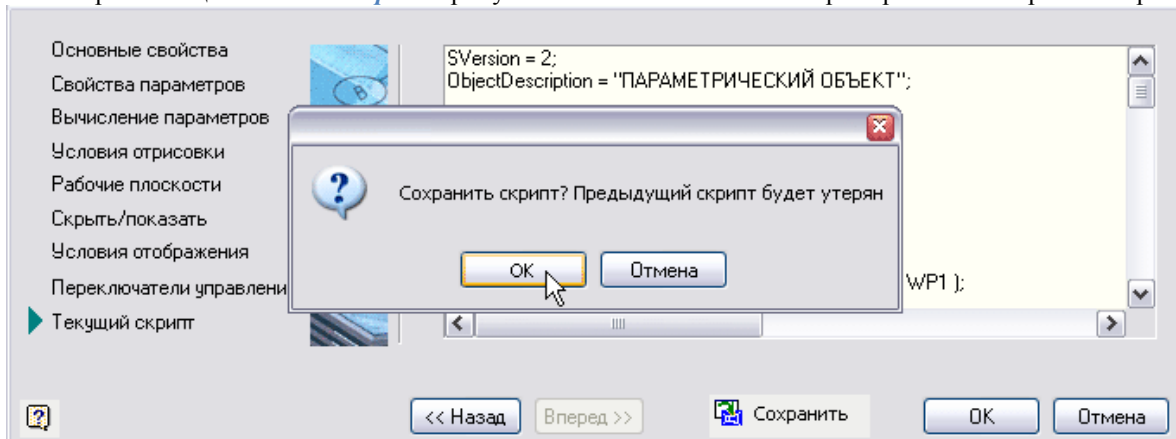 Основные свойства
Свойства параметров
Вычисление параметров
Условия отрисовки
Рабочие плоскости
Скрыть/показать
Условия отображения
Переключатели управлени
Текущий скрипт
SVersion = 2;
ObjectDescription = "ПАРАМЕТРИЧЕСКИЙ ОБЪЕКТ";
Сохранить скрипт? Предыдущий скрипт будет утерян
OK Отмена
WP1 );
<< Назад Вперед >> Сохранить OK Отмена